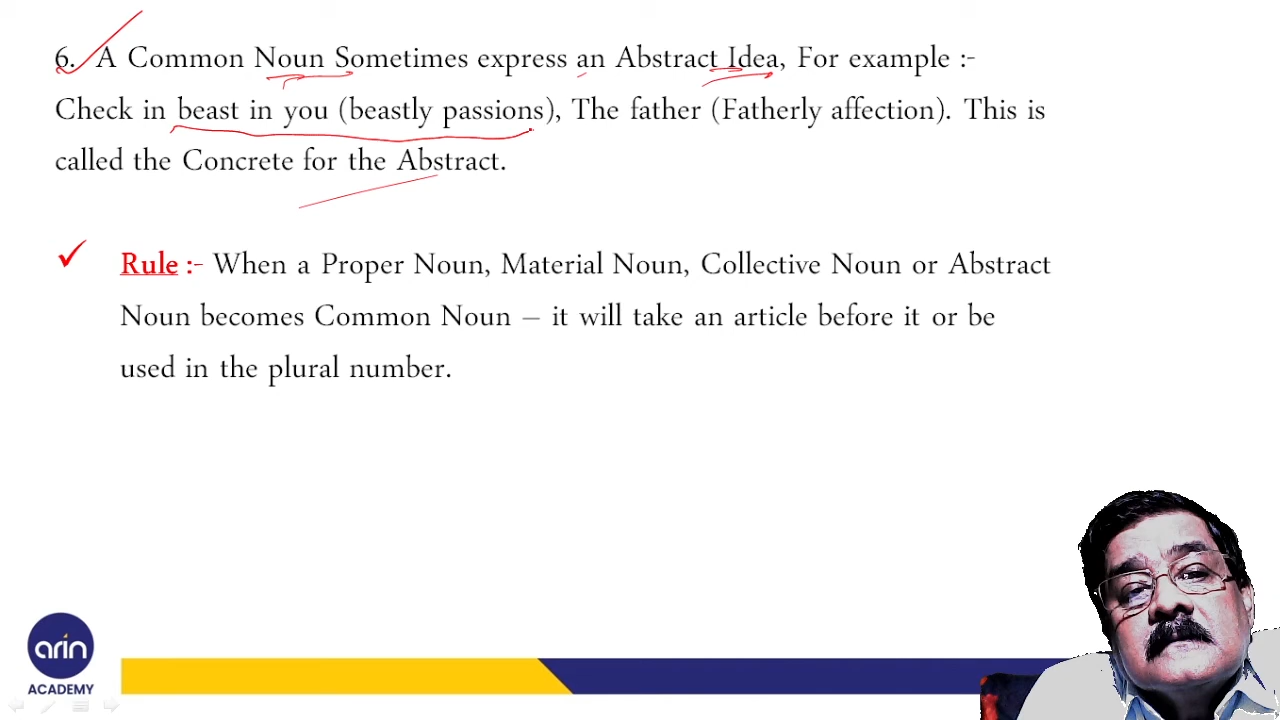 6. A Common Noun Sometimes express an Abstract Idea, For example :-
Check in beast in you (beastly passions), The father (Fatherly affection). This is
called the Concrete for the Abstract.
Rule :- When a Proper Noun, Material Noun, Collective Noun or Abstract
Noun becomes Common Noun – it will take an article before it or be
used in the plural number.
arin
ACADEMY